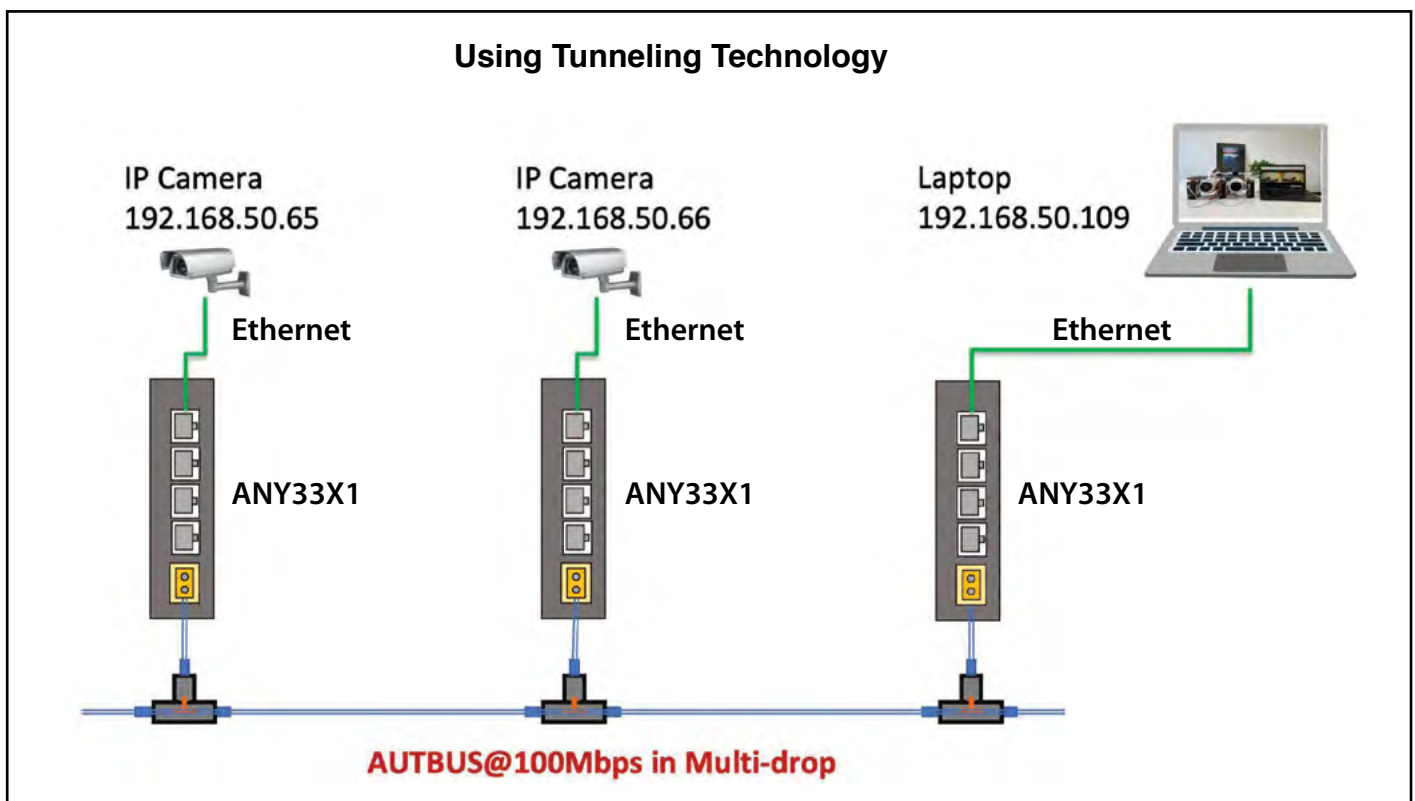 Using Tunneling Technology
IP Camera
192.168.50.65
IP Camera
192.168.50.66
Laptop
192.168.50.109
Ethernet
Ethernet
Ethernet
ANY33X1
ANY33X1
ANY33X1
AUTBUS@100Mbps in Multi-drop